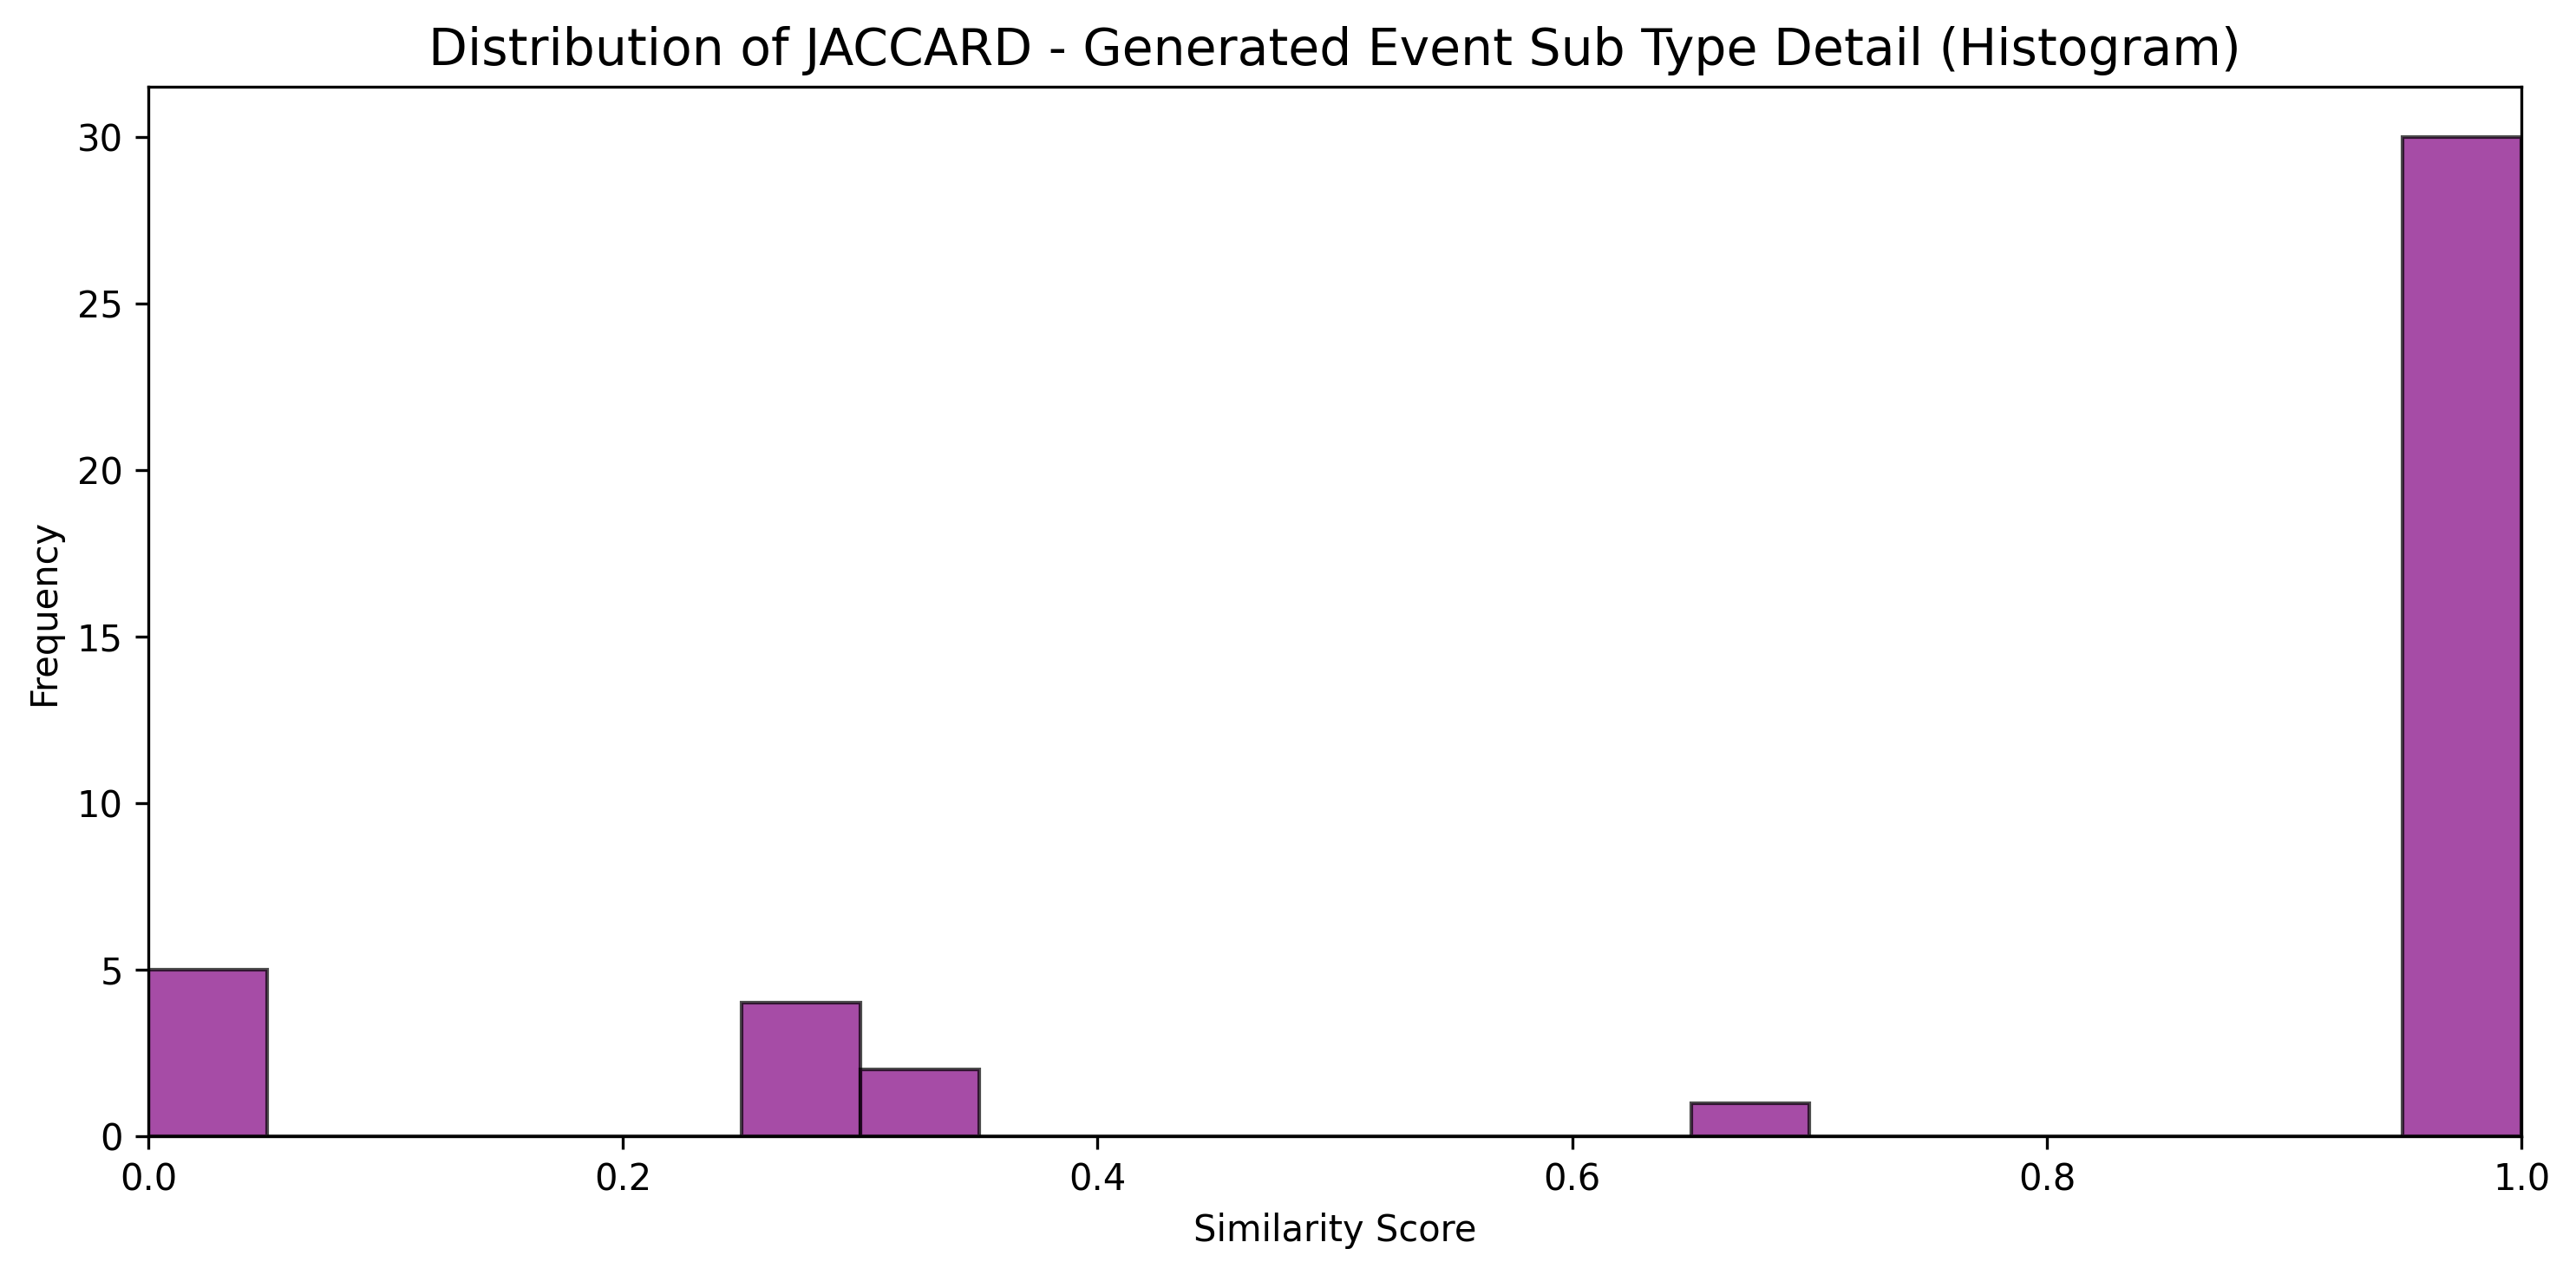 Distribution of JACCARD - Generated Event Sub Type Detail (Histogram)
30
25
20
15
10
5
0
Frequency
0.0 0.2 0.4 0.6 0.8 1.0
Similarity Score